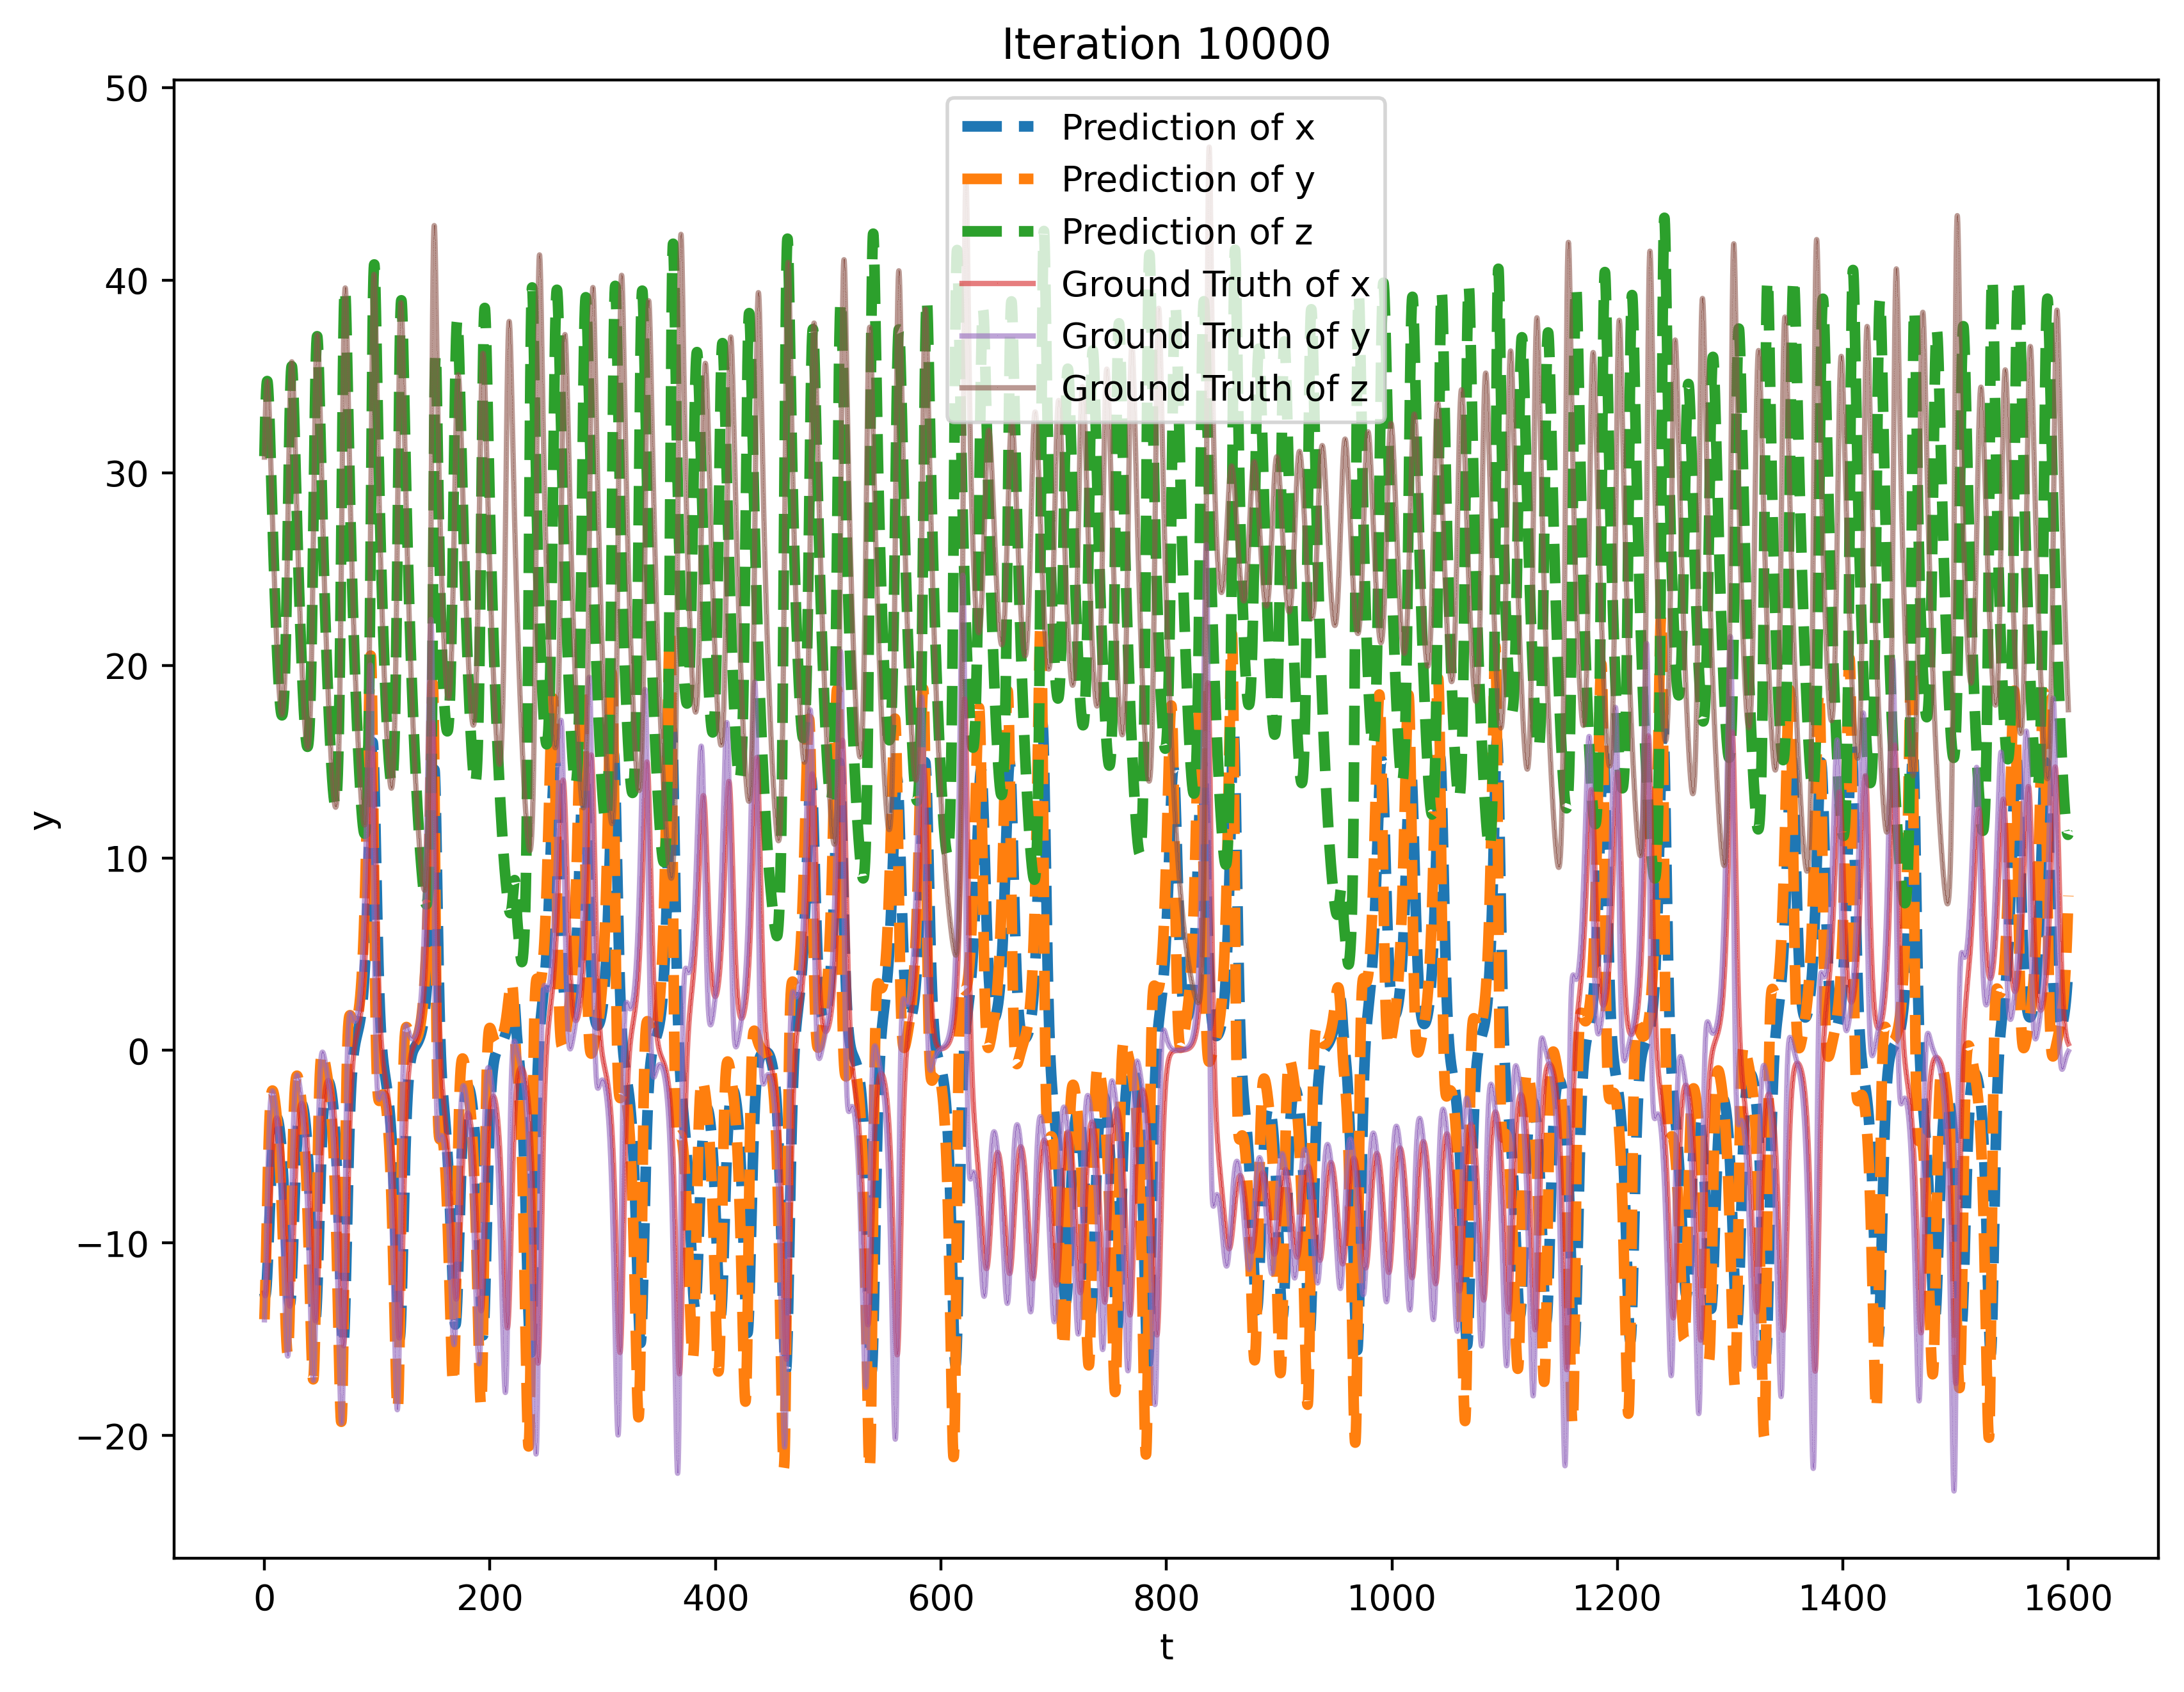 Iteration 10000
50
40
30
20
10
0
−10
−20
y
Prediction of x
Prediction of y
Prediction of z
Ground Truth of x
Ground Truth of y
Ground Truth of z
0 200 400 600 800 1000 1200 1400 1600
t